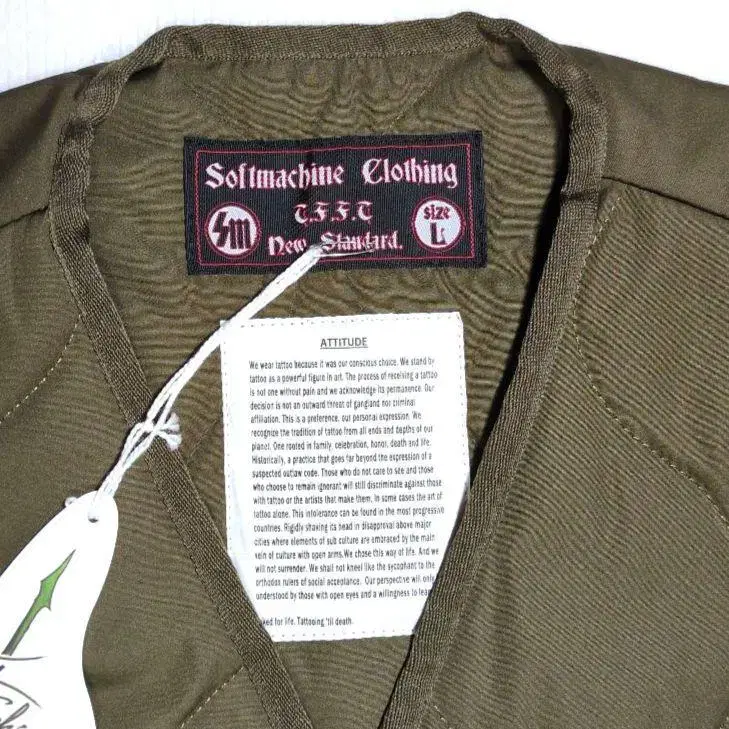 Softmachine Clothing
T.F.F.T
SM
size
L
New Standard.
ATTITUDE
We wear tattoo because it was our conscious choice. We stand by
tattoo as a powerful figure in art. The process of receiving a tattoo
is not one without pain and we acknowledge its permanence. Our
decision is not an outward threat of gangland nor criminal
affiliation. This is a preference, our personal expression. We
recognize the tradition of tattoo from all ends and depths of our
planet. One rooted in family, celebration, honor, death and life.
Historically, a practice that goes far beyond the expression of a
suspected outlaw code. Those who do not care to see and those
who choose to remain ignorant will still discriminate against those
with tattoo or the artists that make them, in some cases the art of
tattoo alone. This intolerance can be found in the most progressive
countries. Rigidly shaking its head in disapproval above major
cities where elements of sub culture are embraced by the main
vein of culture with open arms.We chose this way of life. And we
will not surrender. We shall not kneel like the sycophant to the
orthodox rulers of social acceptance. Our perspective will only
understood by those with open eyes and a willingness to
for life. Tattooing 'til death.